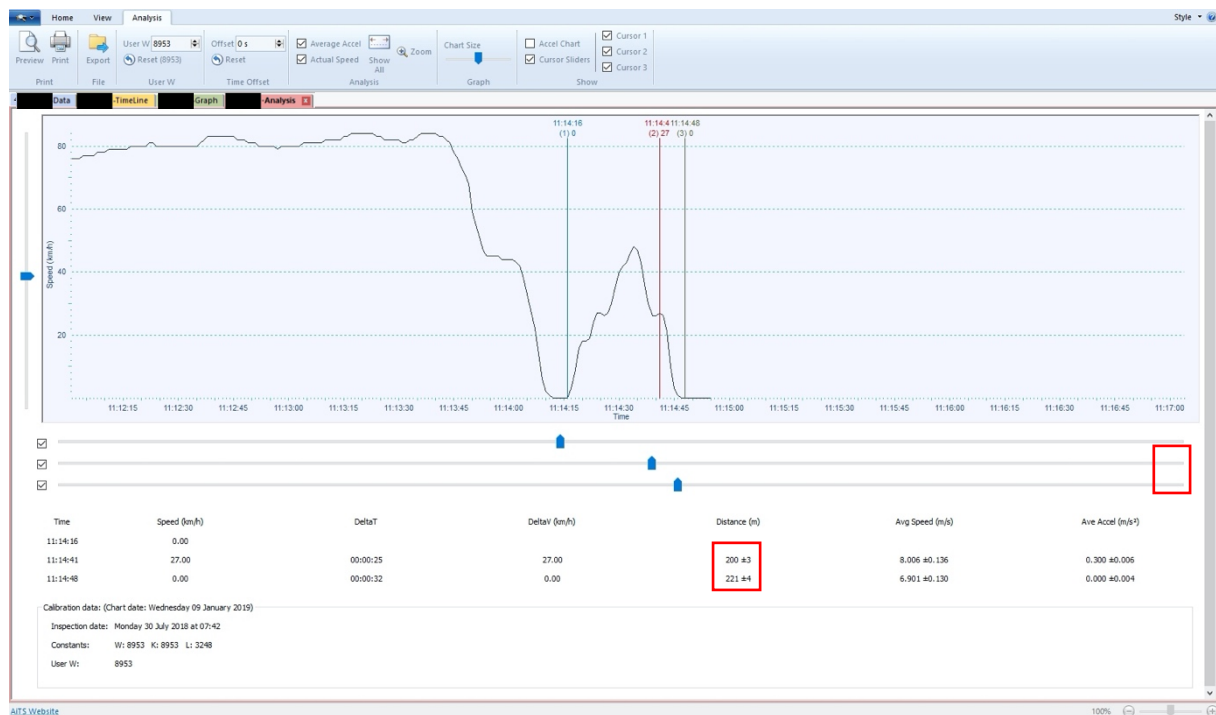 Home View Analysis Style
User W 8953 Offset 0 s Average Accel Chart Size Accel Chart Cursor 1
Preview Print Export Reset (8953) Reset Actual Speed Show All Zoom Cursor Sliders Cursor 2
Cursor 3
Print File User W Time Offset Analysis Graph Show
Data -TimeLine Graph -Analysis
11:14:16 11:14:4 11:14:48
(1) 0 (2) 27 (3) 0
80
60
Speed (km/h)
40
20
11:12:15 11:12:30 11:12:45 11:13:00 11:13:15 11:13:30 11:13:45 11:14:00 11:14:15 11:14:30 11:14:45 11:15:00 11:15:15 11:15:30 11:15:45 11:16:00 11:16:15 11:16:30 11:16:45 11:17:00
Time
Time Speed (km/h) DeltaT DeltaV (km/h) Distance (m) Avg Speed (m/s) Ave Accel (m/s²)
11:14:16 0.00
11:14:41 27.00 00:00:25 27.00 200 ±3 8.006 ±0.136 0.300 ±0.006
11:14:48 0.00 00:00:32 0.00 221 ±4 6.901 ±0.130 0.000 ±0.004
Calibration data: (Chart date: Wednesday 09 January 2019)
Inspection date: Monday 30 July 2018 at 07:42
Constants: W: 8953 K: 8953 L: 3248
User W: 8953
AITS Website 100%